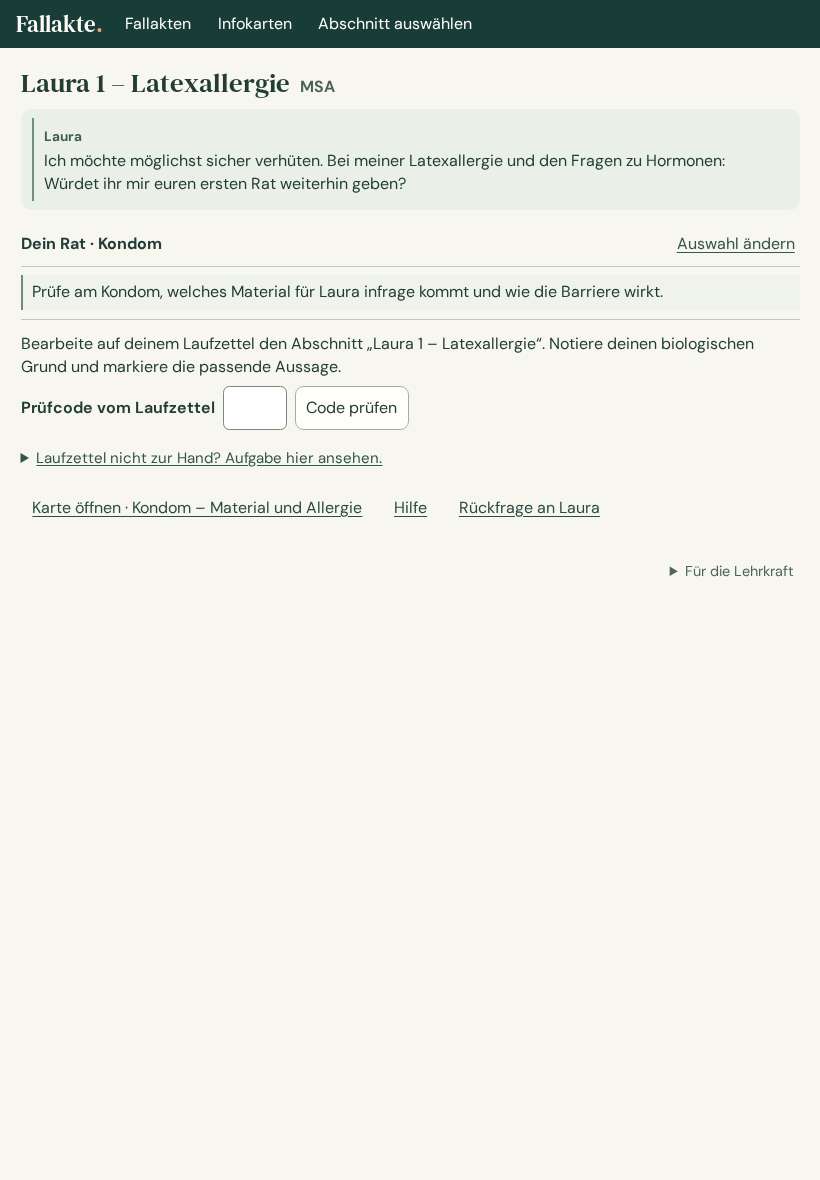 Fallakte. Fallakten Infokarten Abschnitt auswählen
Laura 1 – Latexallergie MSA
Laura
Ich möchte möglichst sicher verhüten. Bei meiner Latexallergie und den Fragen zu Hormonen:
Würdet ihr mir euren ersten Rat weiterhin geben?
Dein Rat · Kondom Auswahl ändern
Prüfe am Kondom, welches Material für Laura infrage kommt und wie die Barriere wirkt.
Bearbeite auf deinem Laufzettel den Abschnitt „Laura 1 – Latexallergie“. Notiere deinen biologischen
Grund und markiere die passende Aussage.
Prüfcode vom Laufzettel Code prüfen
Laufzettel nicht zur Hand? Aufgabe hier ansehen.
Karte öffnen · Kondom – Material und Allergie Hilfe Rückfrage an Laura
Für die Lehrkraft